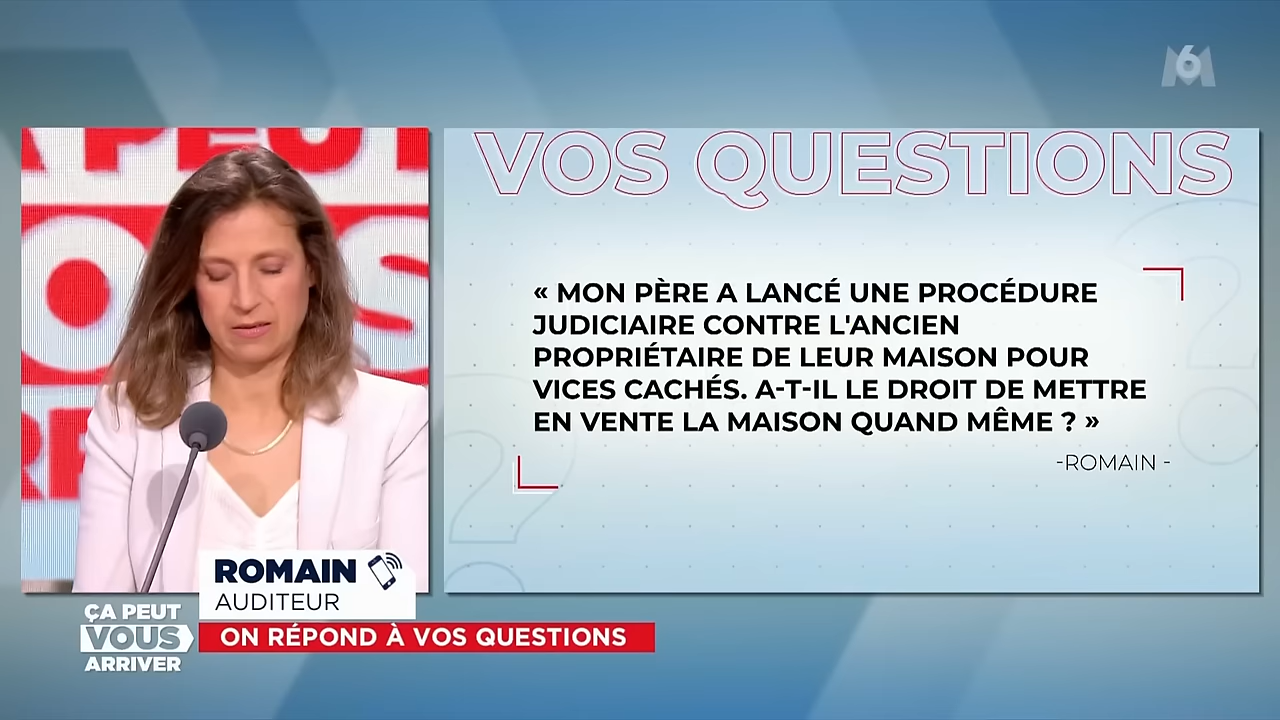 M6
VOS QUESTIONS
« MON PÈRE A LANCÉ UNE PROCÉDURE
JUDICIAIRE CONTRE L'ANCIEN
PROPRIÉTAIRE DE LEUR MAISON POUR
VICES CACHÉS. A-T-IL LE DROIT DE METTRE
EN VENTE LA MAISON QUAND MÊME ? »
-ROMAIN -
ROMAIN
AUDITEUR
ÇA PEUT
VOUS
ARRIVER
ON RÉPOND À VOS QUESTIONS